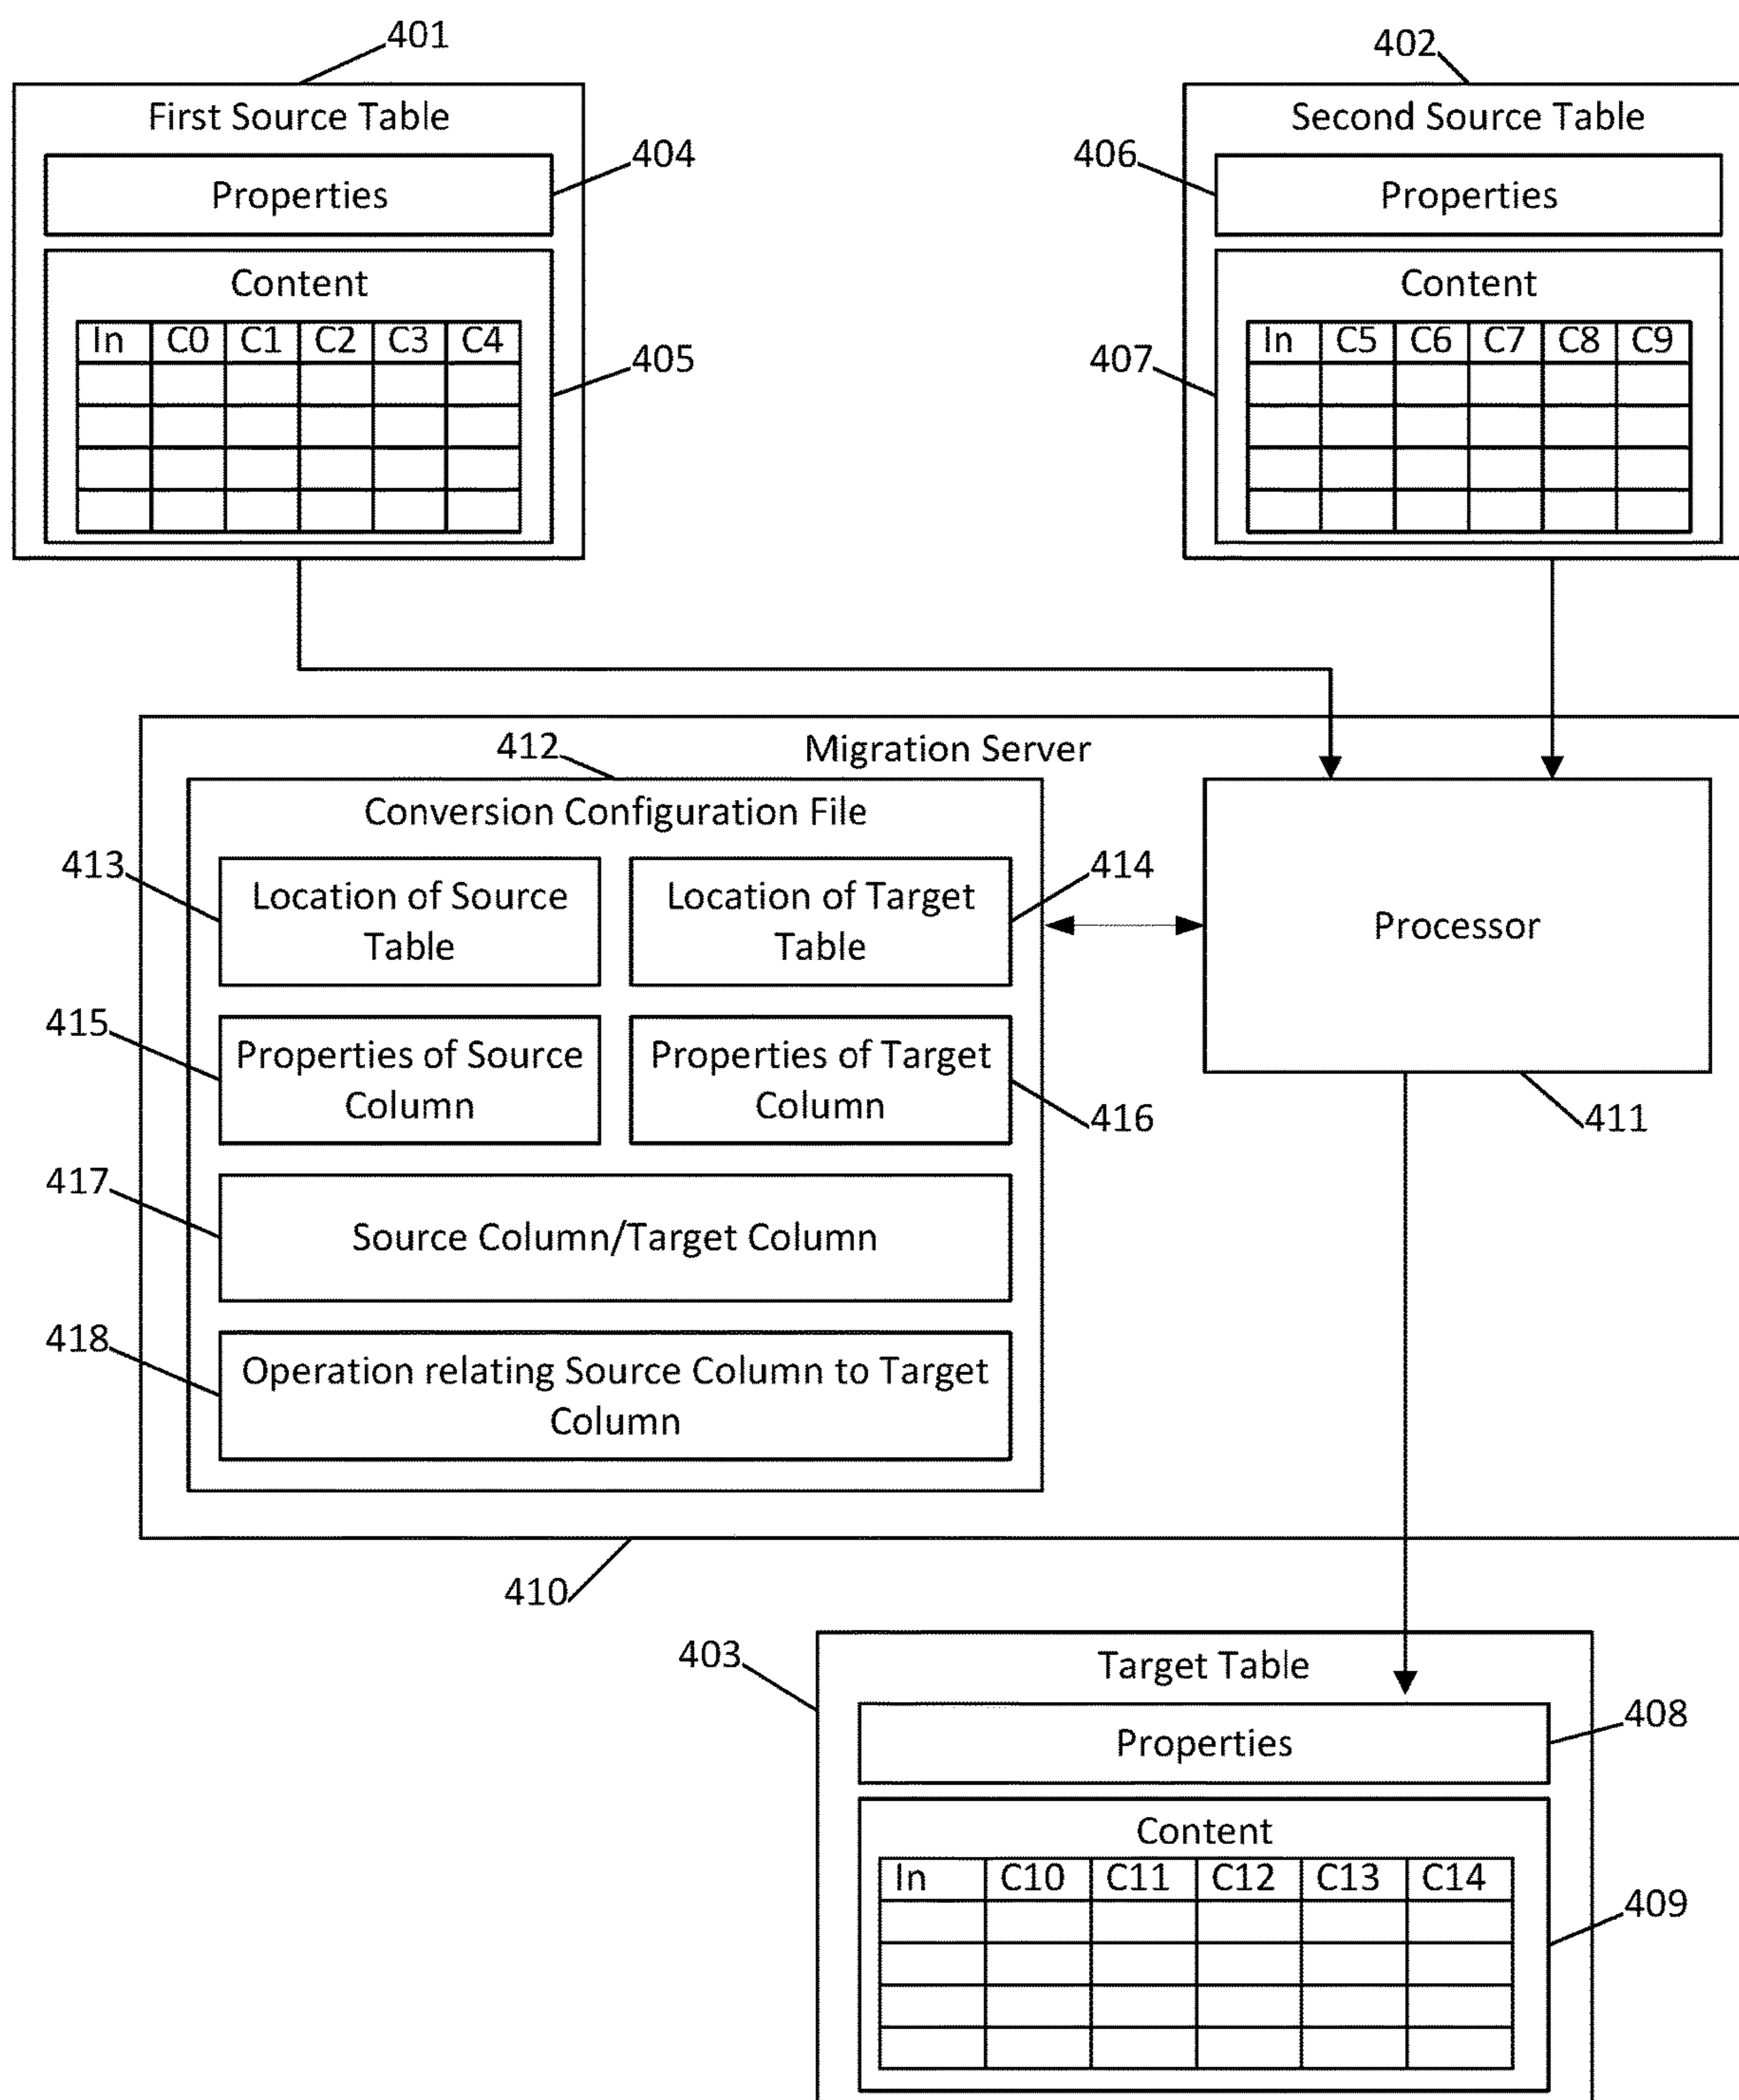 401
402
First Source Table
Second Source Table
404
406
Properties
Properties
Content
Content
In C0 C1 C2 C3 C4
In C5 C6 C7 C8 C9
405
407
412
Migration Server
Conversion Configuration File
413
414
Location of Source
Table
Location of Target
Table
Processor
415
Properties of Source
Column
Properties of Target
Column
416
411
417
Source Column/Target Column
418
Operation relating Source Column to Target
Column
410
403
Target Table
408
Properties
Content
In C10 C11 C12 C13 C14
409